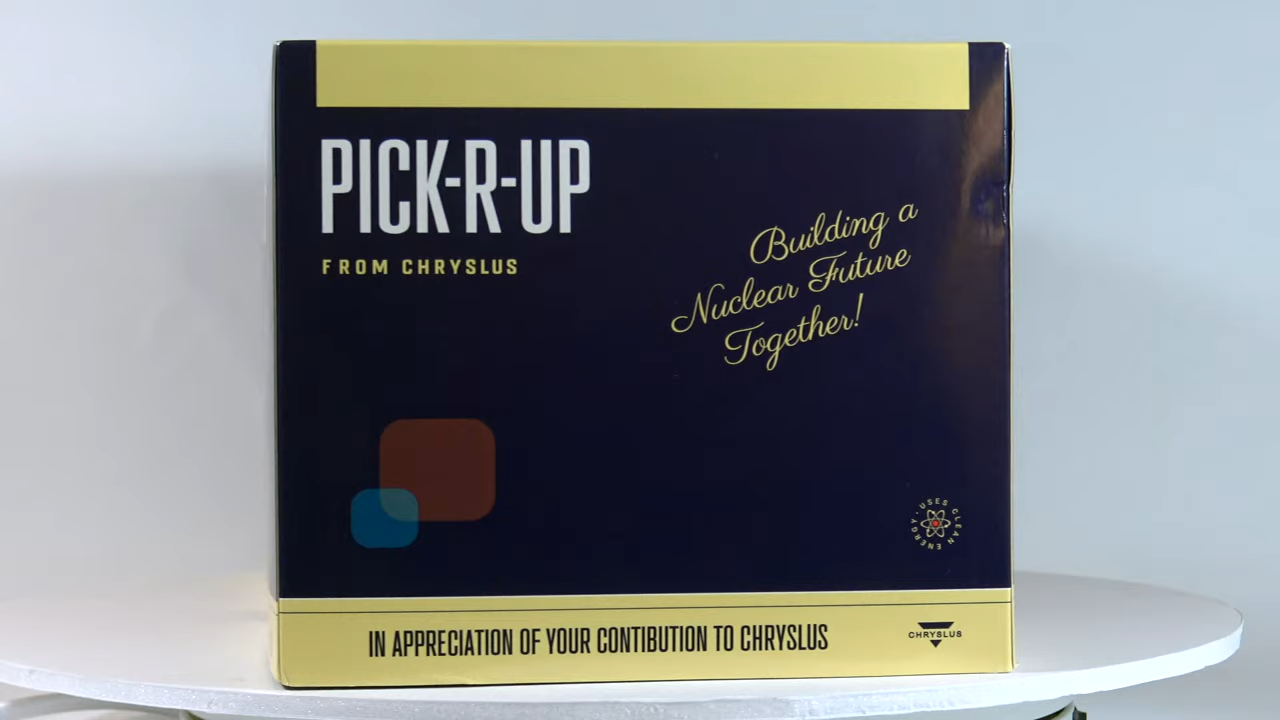 PICK-R-UP
FROM CHRYSLUS
Building a
Nuclear Future
Together!
· USES CLEAN ENERGY
IN APPRECIATION OF YOUR CONTIBUTION TO CHRYSLUS
CHRYSLUS